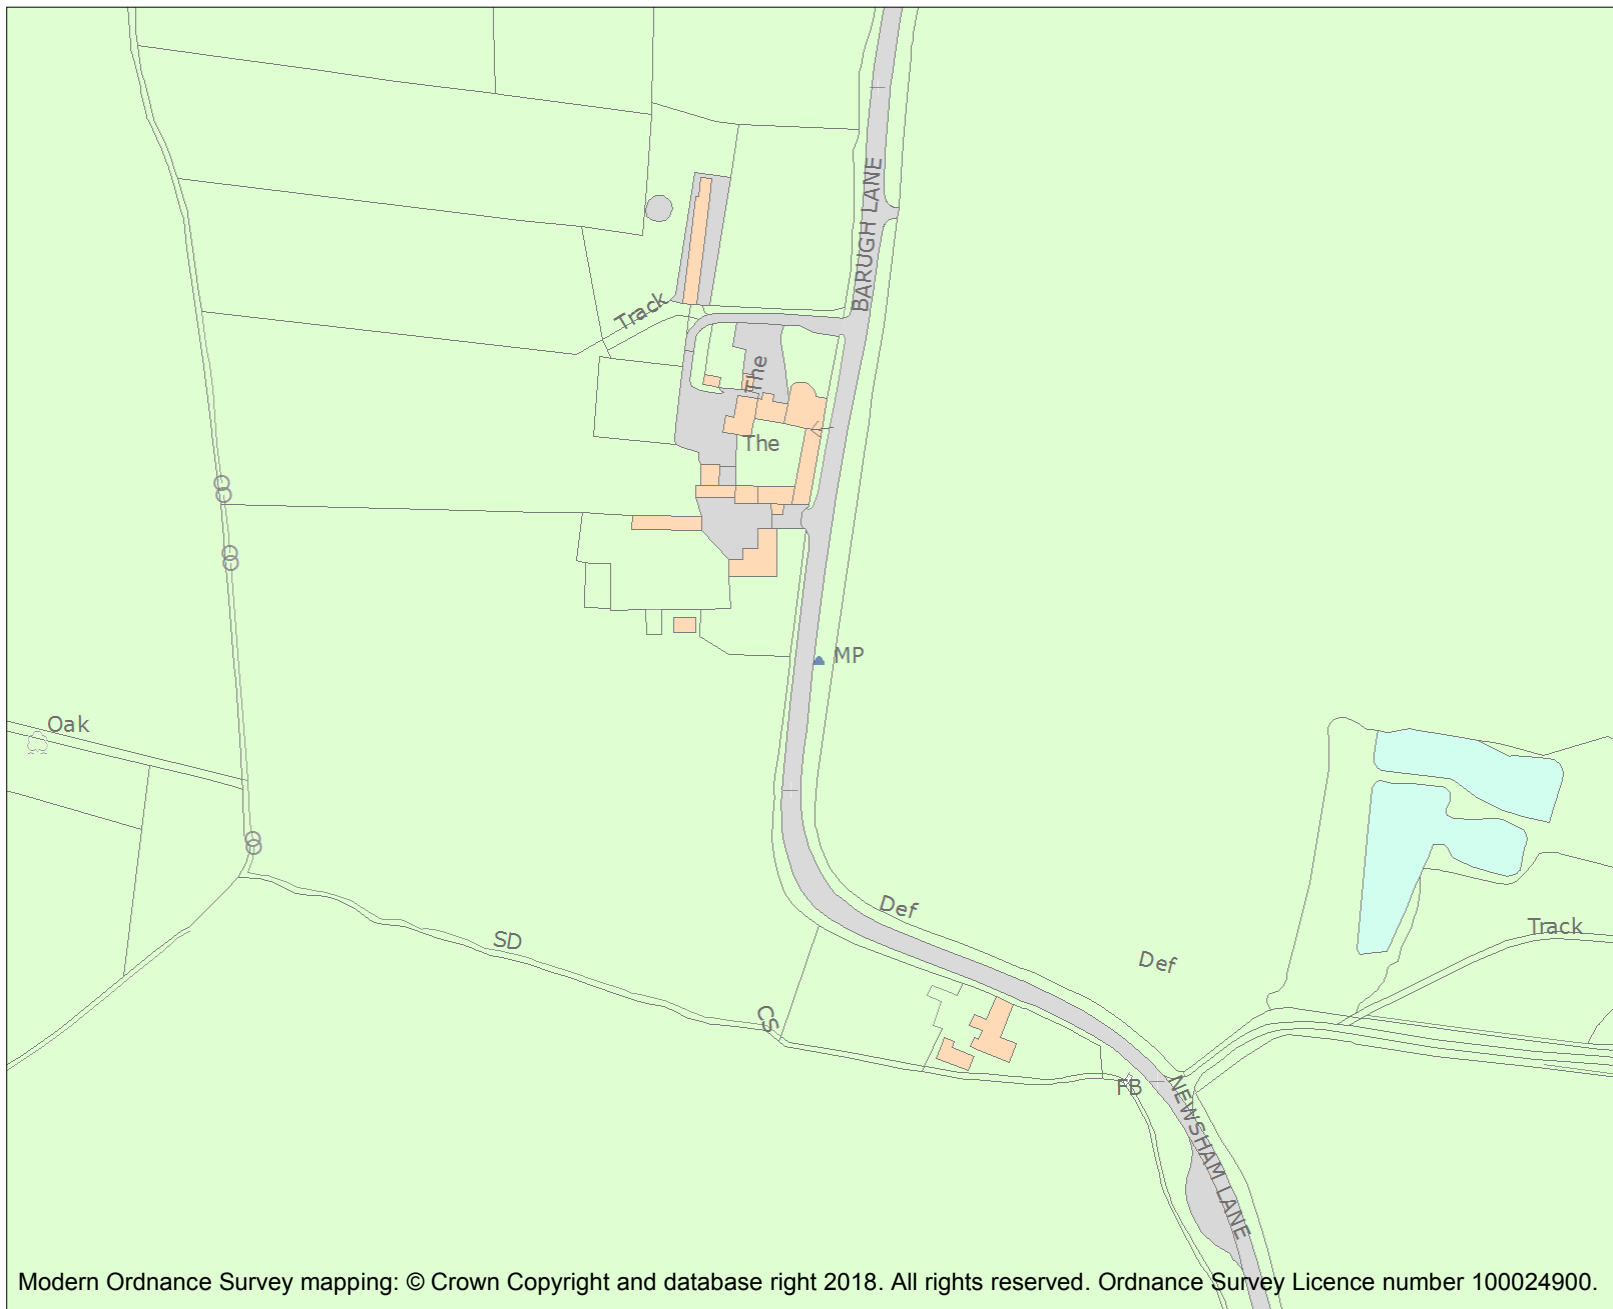 BARUGH LANE
Track
The
The
MP
Oak
Def
Track
SD
Def
CS
FB
NEWSHAM LANE
Modern Ordnance Survey mapping: © Crown Copyright and database right 2018. All rights reserved. Ordnance Survey Licence number 100024900.